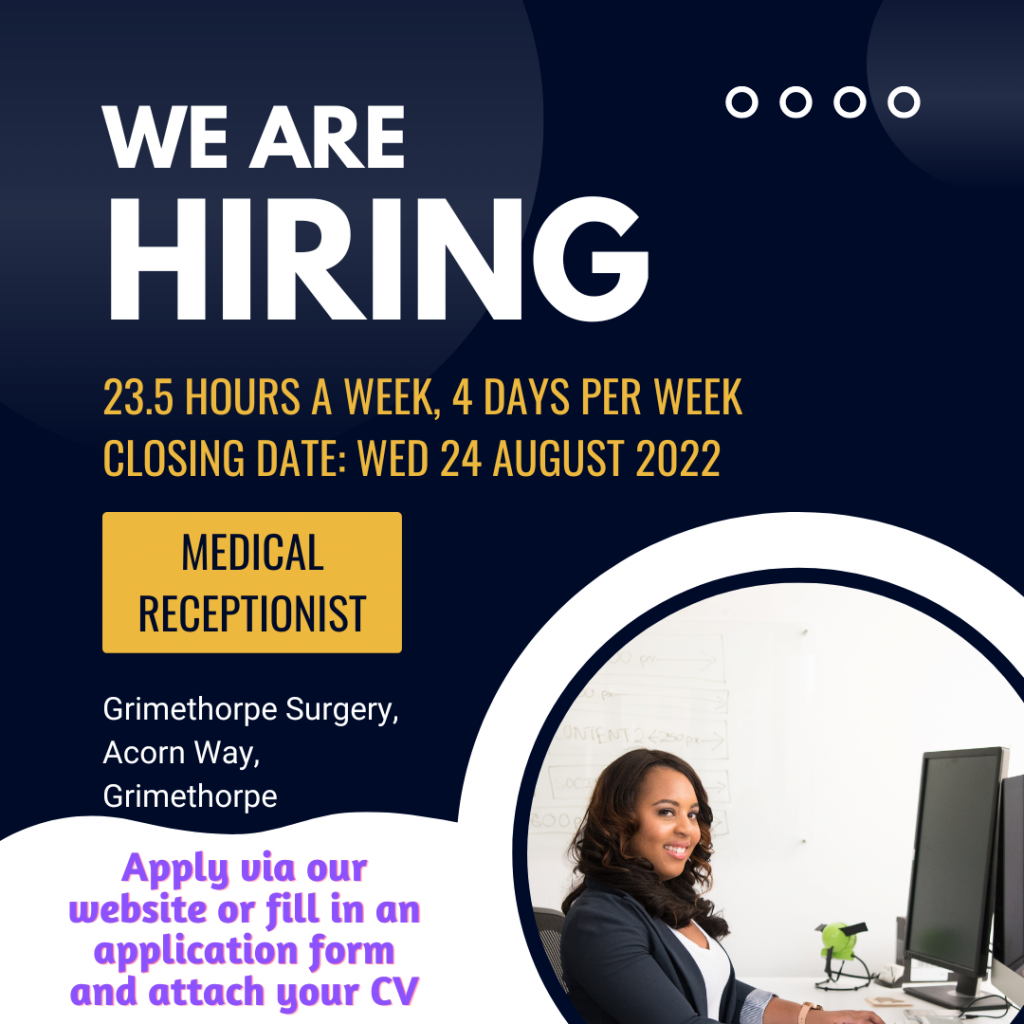 WE ARE
HIRING
23.5 HOURS A WEEK, 4 DAYS PER WEEK
CLOSING DATE: WED 24 AUGUST 2022
MEDICAL
RECEPTIONIST
Grimethorpe Surgery,
Acorn Way,
Grimethorpe
Apply via our
website or fill in an
application form
and attach your CV